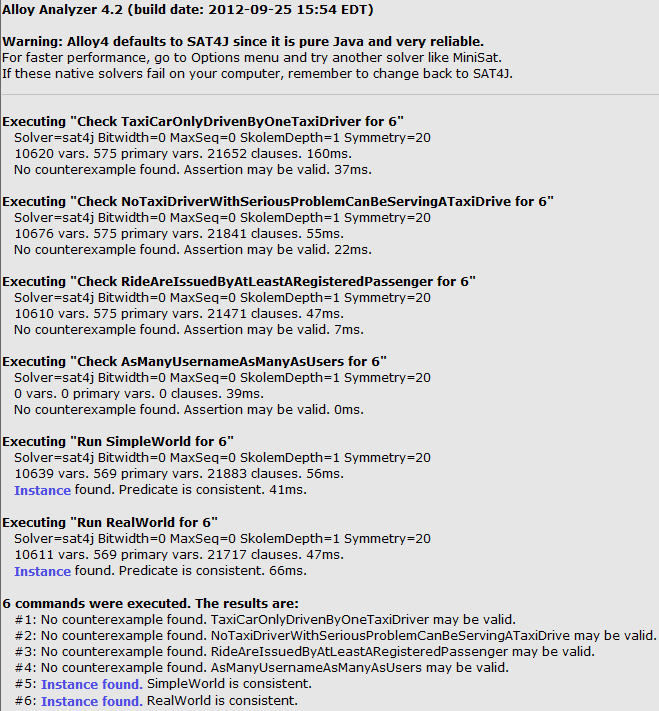 Alloy Analyzer 4.2 (build date: 2012-09-25 15:54 EDT)
Warning: Alloy4 defaults to SAT4J since it is pure Java and very reliable.
For faster performance, go to Options menu and try another solver like MiniSat.
If these native solvers fail on your computer, remember to change back to SAT4J.
Executing "Check TaxiCarOnlyDrivenByOneTaxiDriver for 6"
Solver=sat4j Bitwidth=0 MaxSeq=0 SkolemDepth=1 Symmetry=20
10620 vars. 575 primary vars. 21652 clauses. 160ms.
No counterexample found. Assertion may be valid. 37ms.
Executing "Check NoTaxiDriverWithSeriousProblemCanBeServingATaxiDrive for 6"
Solver=sat4j Bitwidth=0 MaxSeq=0 SkolemDepth=1 Symmetry=20
10676 vars. 575 primary vars. 21841 clauses. 55ms.
No counterexample found. Assertion may be valid. 22ms.
Executing "Check RideAreIssuedByAtLeastARegisteredPassenger for 6"
Solver=sat4j Bitwidth=0 MaxSeq=0 SkolemDepth=1 Symmetry=20
10610 vars. 575 primary vars. 21471 clauses. 47ms.
No counterexample found. Assertion may be valid. 7ms.
Executing "Check AsManyUsernameAsManyAsUsers for 6"
Solver=sat4j Bitwidth=0 MaxSeq=0 SkolemDepth=1 Symmetry=20
0 vars. 0 primary vars. 0 clauses. 39ms.
No counterexample found. Assertion may be valid. 0ms.
Executing "Run SimpleWorld for 6"
Solver=sat4j Bitwidth=0 MaxSeq=0 SkolemDepth=1 Symmetry=20
10639 vars. 569 primary vars. 21883 clauses. 56ms.
Instance found. Predicate is consistent. 41ms.
Executing "Run RealWorld for 6"
Solver=sat4j Bitwidth=0 MaxSeq=0 SkolemDepth=1 Symmetry=20
10611 vars. 569 primary vars. 21717 clauses. 47ms.
Instance found. Predicate is consistent. 66ms.
6 commands were executed. The results are:
#1: No counterexample found. TaxiCarOnlyDrivenByOneTaxiDriver may be valid.
#2: No counterexample found. NoTaxiDriverWithSeriousProblemCanBeServingATaxiDrive may be valid.
#3: No counterexample found. RideAreIssuedByAtLeastARegisteredPassenger may be valid.
#4: No counterexample found. AsManyUsernameAsManyAsUsers may be valid.
#5: Instance found. SimpleWorld is consistent.
#6: Instance found. RealWorld is consistent.